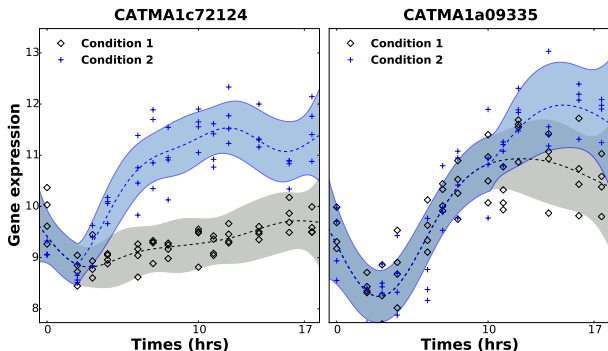 CATMA1c72124
CATMA1a09335
Condition 1
Condition 2
Condition 1
Condition 2
Gene expression
13
12
11
10
9
8
0
10
17
0
10
17
Times (hrs)
Times (hrs)